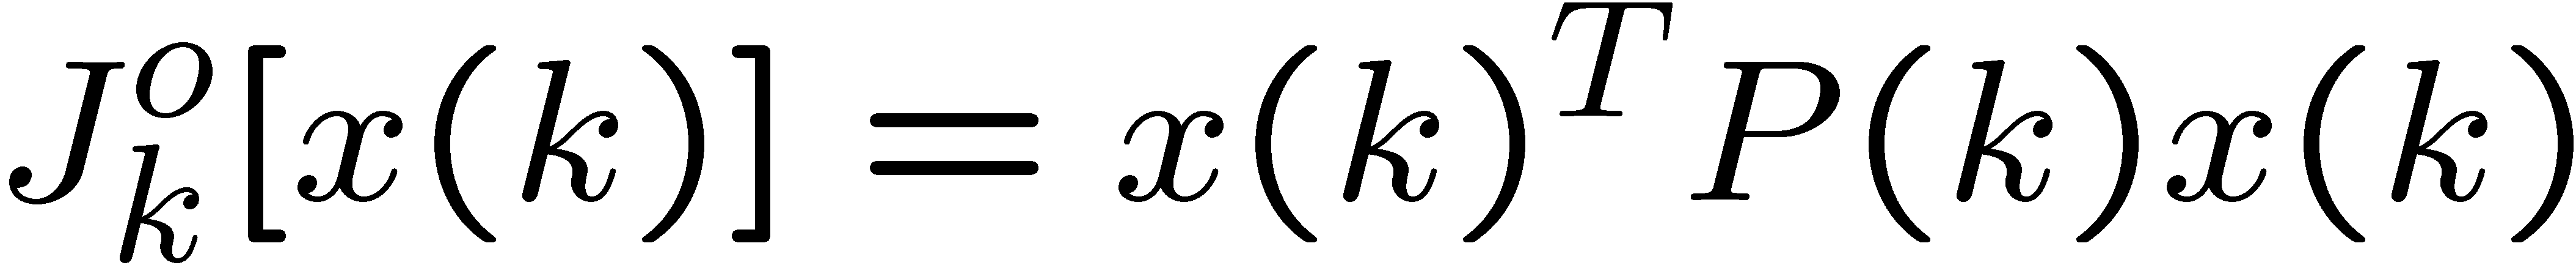 $J_k^o[x(k)] = x(k)^T P(k)x(k)$